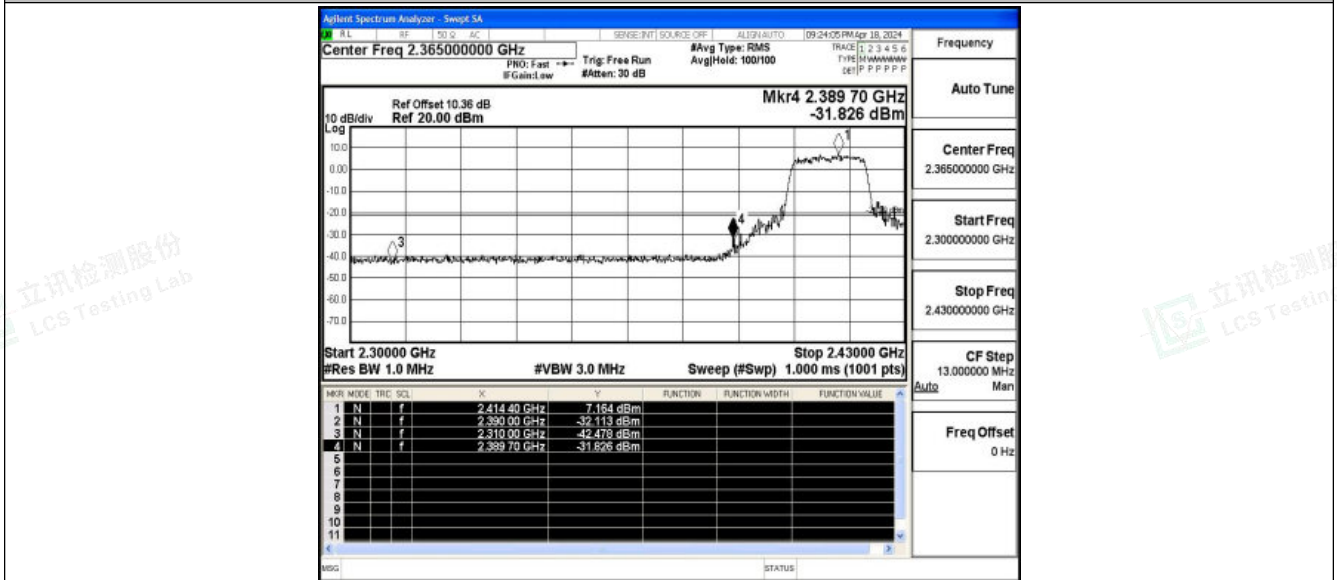 Agilent Spectrum Analyzer - Swept SA
RL RF 50 Ω AC SENSE:INT SOURCE OFF ALIGN AUTO 09:24:05 PM Apr 18, 2024
Center Freq 2.365000000 GHz
PNO: Fast
IFGain:Low
Trig: Free Run
#Atten: 30 dB
#Avg Type: RMS
Avg|Hold: 100/100
TRACE 1 2 3 4 5 6
TYPE M WWWWW
DET P P P P P P
Mkr4 2.389 70 GHz
-31.826 dBm
Ref Offset 10.36 dB
10 dB/div Ref 20.00 dBm
Log
10.0
0.00
-10.0
-20.0
-30.0
-40.0
-50.0
-60.0
-70.0
1
4
3
Start 2.30000 GHz Stop 2.43000 GHz
#Res BW 1.0 MHz #VBW 3.0 MHz Sweep (#Swp) 1.000 ms (1001 pts)
MKR MODE TRC SCL X Y FUNCTION FUNCTION WIDTH FUNCTION VALUE
1 N f 2.414 40 GHz 7.164 dBm
2 N f 2.390 00 GHz -32.113 dBm
3 N f 2.310 00 GHz -42.478 dBm
4 N f 2.389 70 GHz -31.826 dBm
5
6
7
8
9
10
11
MSG STATUS
Frequency
Auto Tune
Center Freq
2.365000000 GHz
Start Freq
2.300000000 GHz
Stop Freq
2.430000000 GHz
CF Step
13.000000 MHz
Auto Man
Freq Offset
0 Hz
立讯检测股份
LCS Testing Lab
立讯检测股
LCS Testin